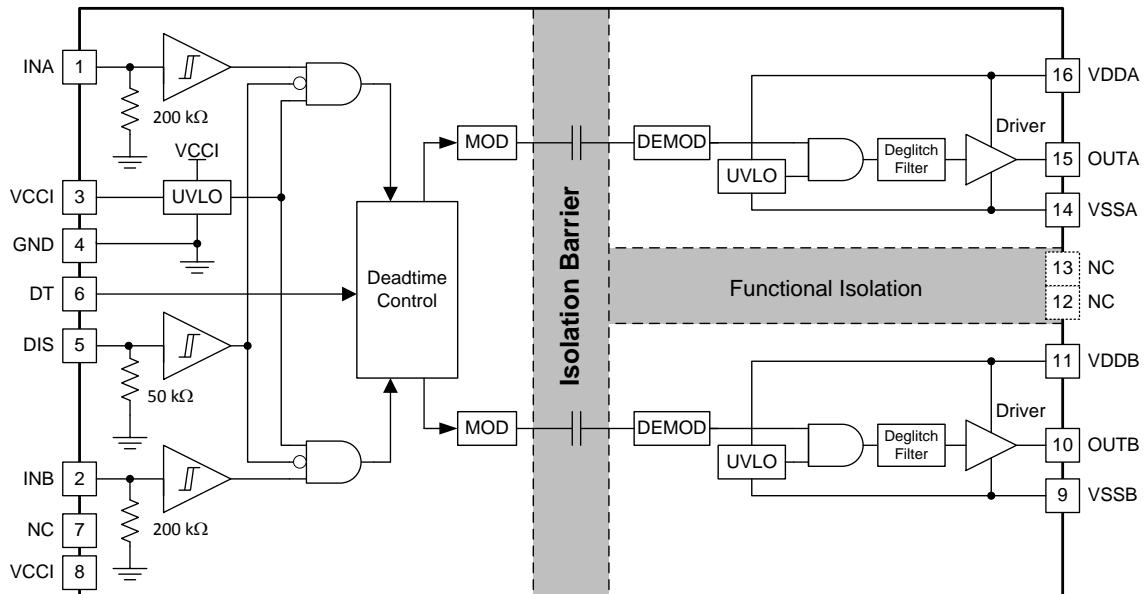 INA 1
200 kΩ
VCCI
VCCI 3
UVLO
GND 4
DT 6
DIS 5
50 kΩ
INB 2
200 kΩ
NC 7
VCCI 8
Deadtime
Control
MOD
MOD
Isolation Barrier
DEMOD
UVLO
Deglitch
Filter
Driver
16 VDDA
15 OUTA
14 VSSA
Functional Isolation
13 NC
12 NC
DEMOD
UVLO
Deglitch
Filter
Driver
11 VDDB
10 OUTB
9 VSSB